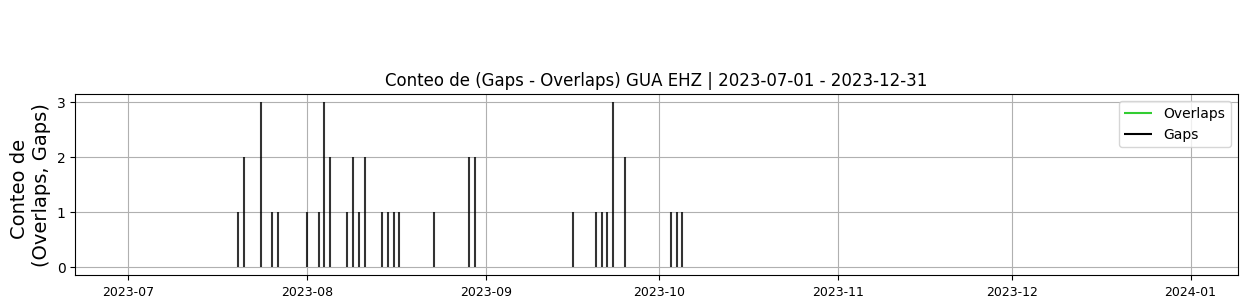 Conteo de (Gaps - Overlaps) GUA EHZ | 2023-07-01 - 2023-12-31
Conteo de
(Overlaps, Gaps)
3
2
1
0
Overlaps
Gaps
2023-07 2023-08 2023-09 2023-10 2023-11 2023-12 2024-01